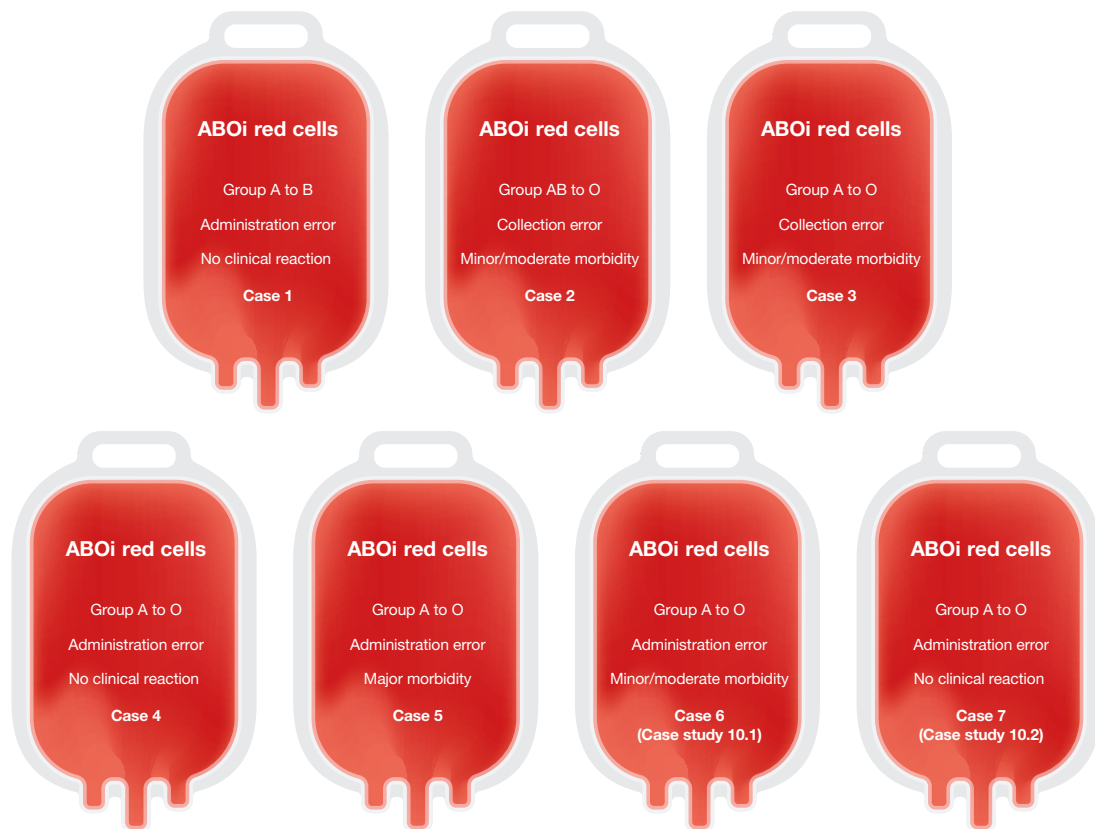 ABOi red cells
Group A to B
Administration error
No clinical reaction
Case 1
ABOi red cells
Group AB to O
Collection error
Minor/moderate morbidity
Case 2
ABOi red cells
Group A to O
Collection error
Minor/moderate morbidity
Case 3
ABOi red cells
Group A to O
Administration error
No clinical reaction
Case 4
ABOi red cells
Group A to O
Administration error
Major morbidity
Case 5
ABOi red cells
Group A to O
Administration error
Minor/moderate morbidity
Case 6
(Case study 10.1)
ABOi red cells
Group A to O
Administration error
No clinical reaction
Case 7
(Case study 10.2)